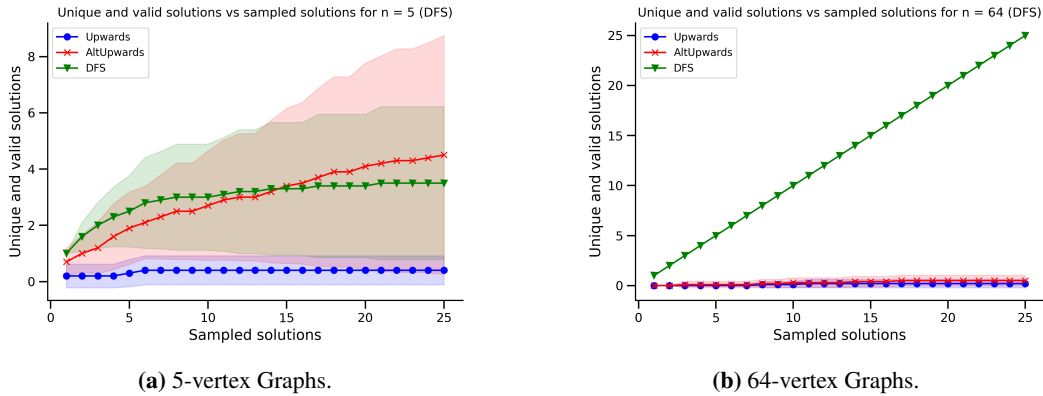 Unique and valid solutions vs sampled solutions for n = 5 (DFS)
Unique and valid solutions
8
6
4
2
0
Upwards
AltUpwards
DFS
0 5 10 15 20 25
Sampled solutions
(a) 5-vertex Graphs.
Unique and valid solutions vs sampled solutions for n = 64 (DFS)
Unique and valid solutions
25
20
15
10
5
0
Upwards
AltUpwards
DFS
0 5 10 15 20 25
Sampled solutions
(b) 64-vertex Graphs.